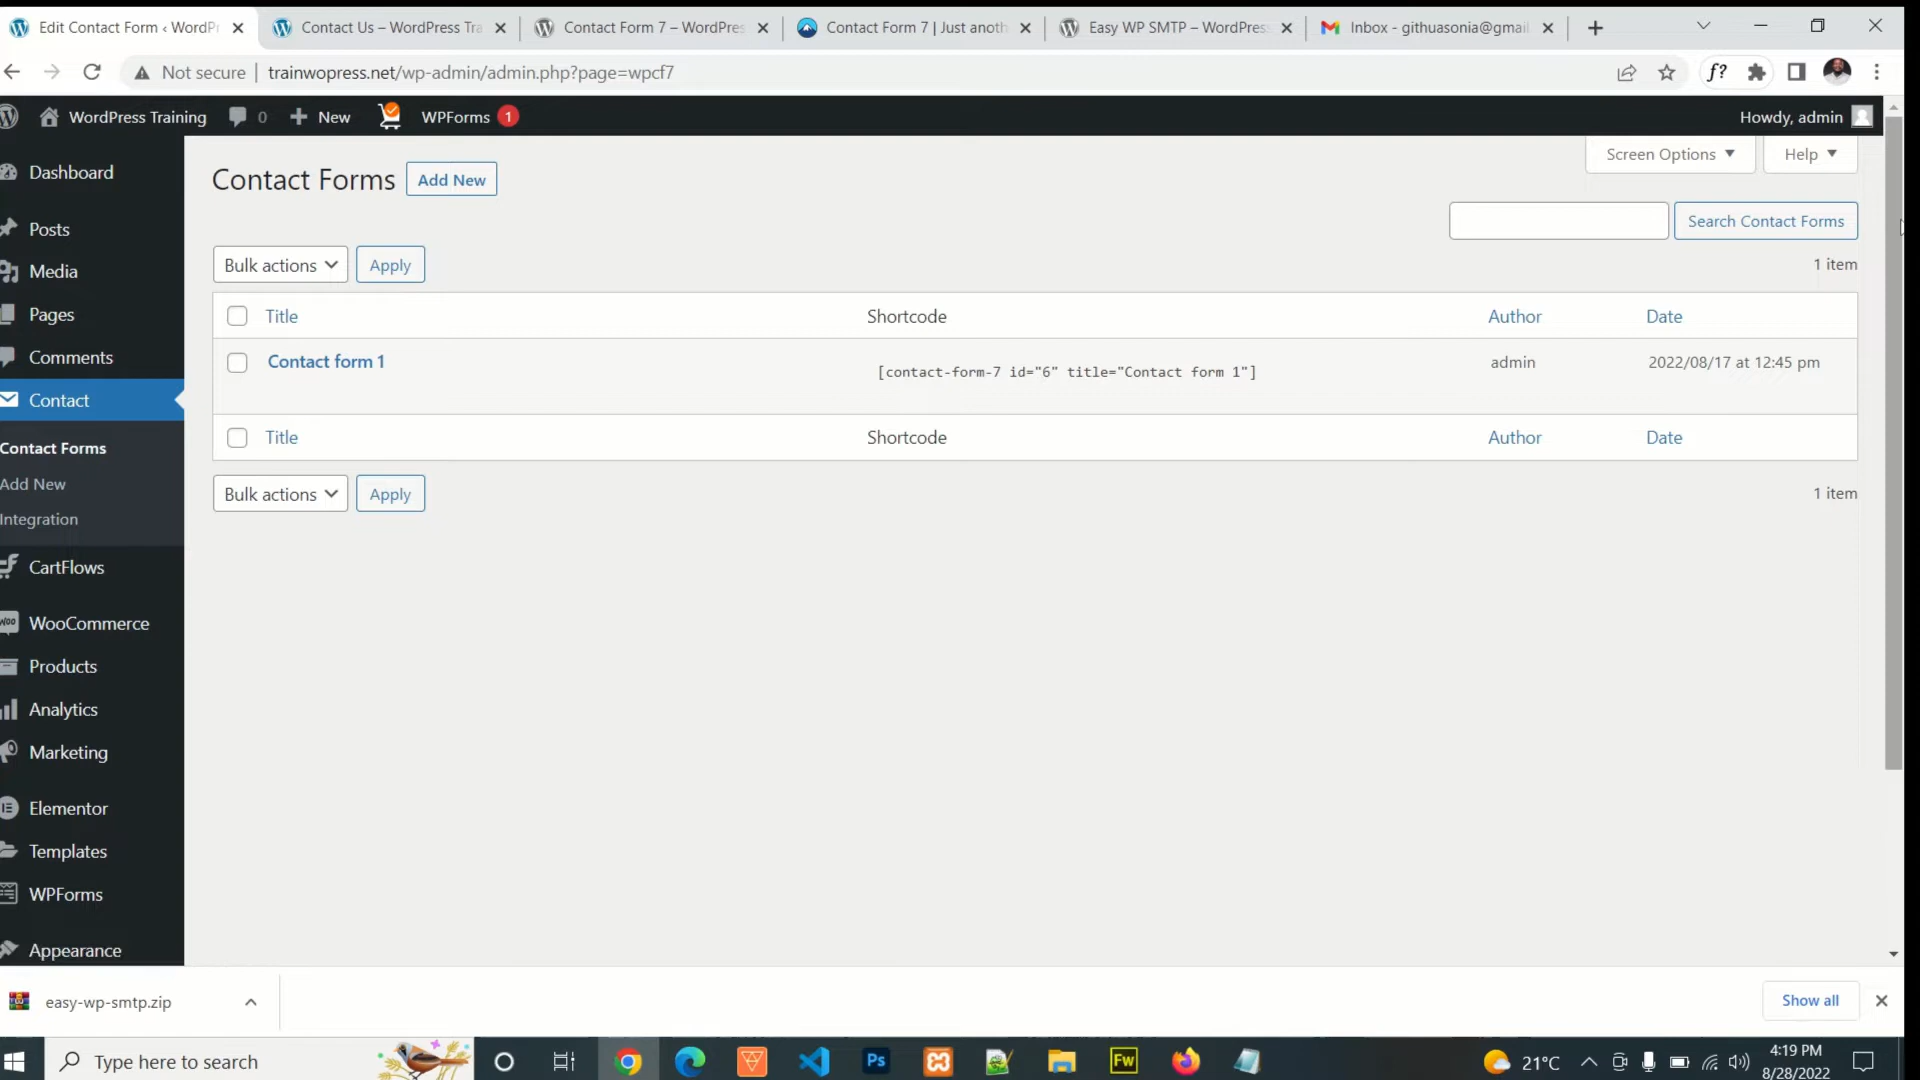 Edit Contact Form ‹ WordPr
Contact Us – WordPress Tra
Contact Form 7 – WordPres
Contact Form 7 | Just anoth
Easy WP SMTP – WordPress
Inbox - githuasonia@gmail
Not secure
trainwopress.net/wp-admin/admin.php?page=wpcf7
f?
WordPress Training
0
New
WPForms
1
Howdy, admin
Screen Options
Help
Contact Forms
Add New
Search Contact Forms
Bulk actions
Apply
1 item
Title
Shortcode
Author
Date
Contact form 1
[contact-form-7 id="6" title="Contact form 1"]
admin
2022/08/17 at 12:45 pm
Title
Shortcode
Author
Date
Bulk actions
Apply
1 item
Dashboard
Posts
Media
Pages
Comments
Contact
Contact Forms
Add New
Integration
CartFlows
WOO
WooCommerce
Products
Analytics
Marketing
Elementor
Templates
WPForms
Appearance
easy-wp-smtp.zip
Show all
Type here to search
Ps
Fw
21°C
4:19 PM
8/28/2022